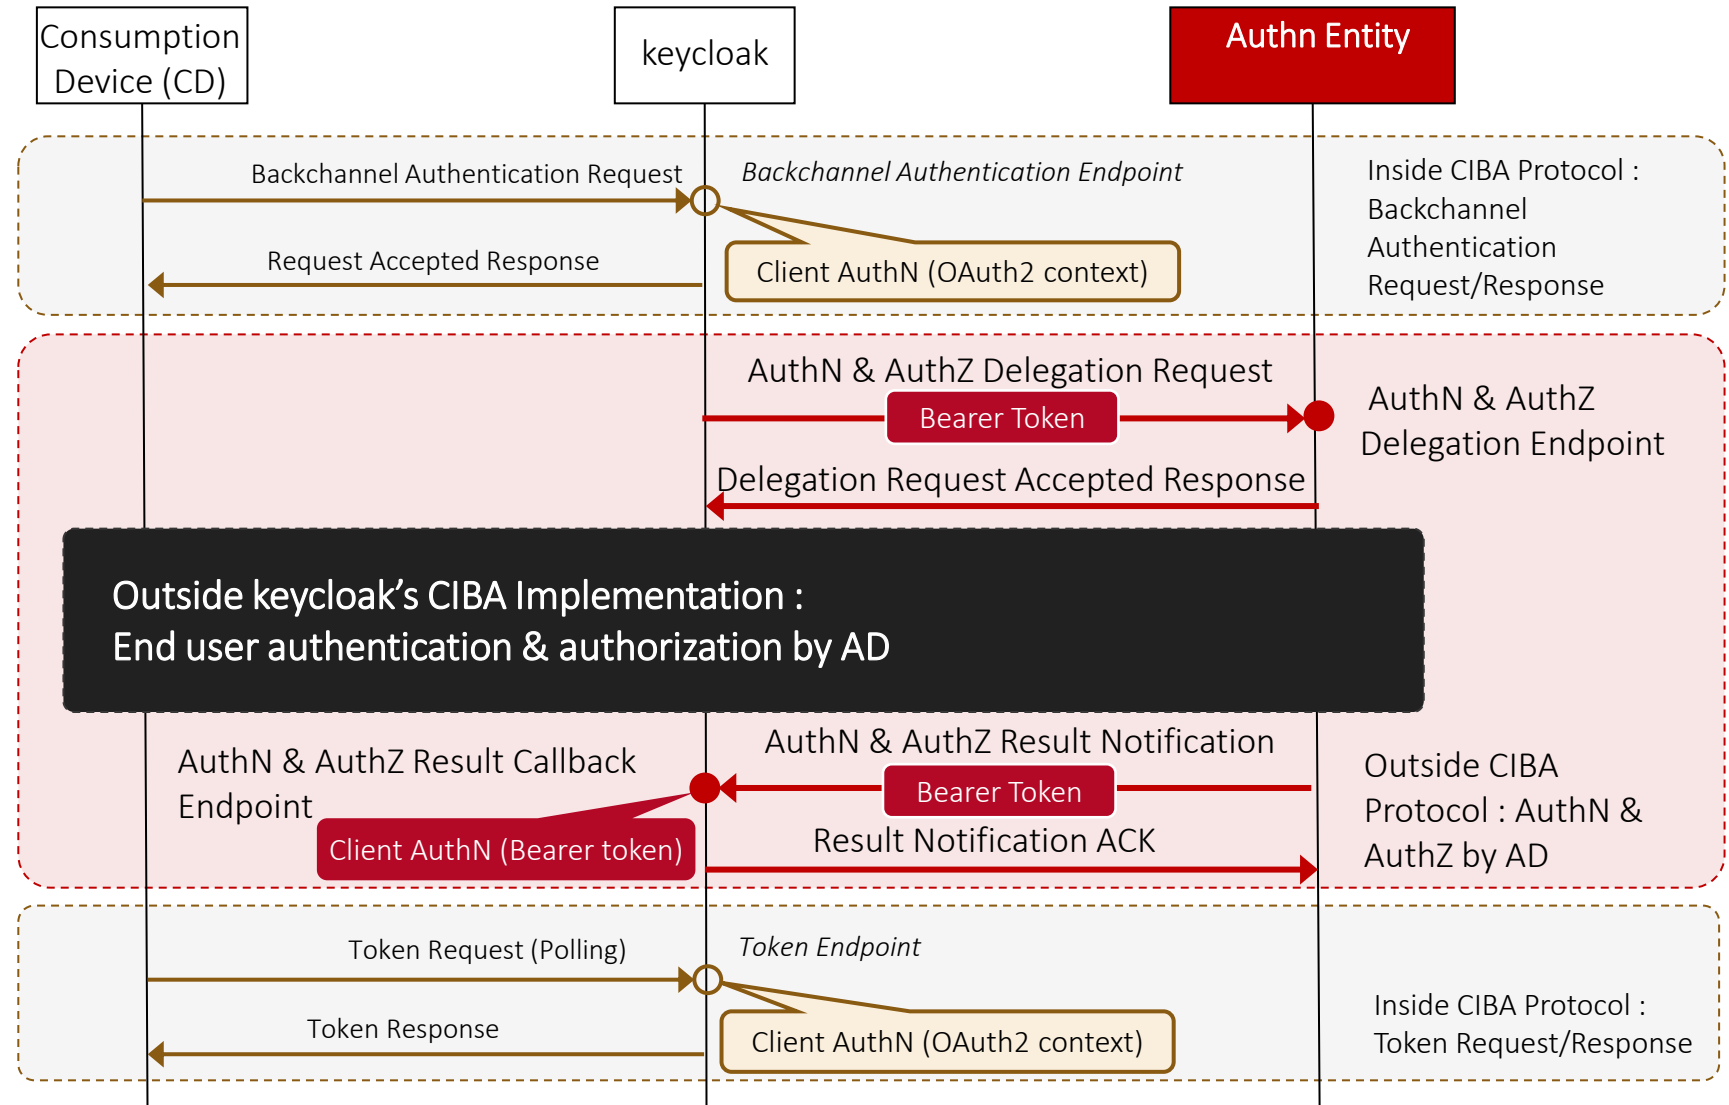 Consumption
Device (CD)
keycloak
Authn Entity
Backchannel Authentication Request
Backchannel Authentication Endpoint
Inside CIBA Protocol :
Backchannel
Authentication
Request/Response
Request Accepted Response
Client AuthN (OAuth2 context)
AuthN & AuthZ Delegation Request
Bearer Token
AuthN & AuthZ
Delegation Endpoint
Delegation Request Accepted Response
Outside keycloak’s CIBA Implementation :
End user authentication & authorization by AD
AuthN & AuthZ Result Callback
Endpoint
AuthN & AuthZ Result Notification
Bearer Token
Client AuthN (Bearer token)
Result Notification ACK
Outside CIBA
Protocol : AuthN &
AuthZ by AD
Token Request (Polling)
Token Endpoint
Token Response
Client AuthN (OAuth2 context)
Inside CIBA Protocol :
Token Request/Response